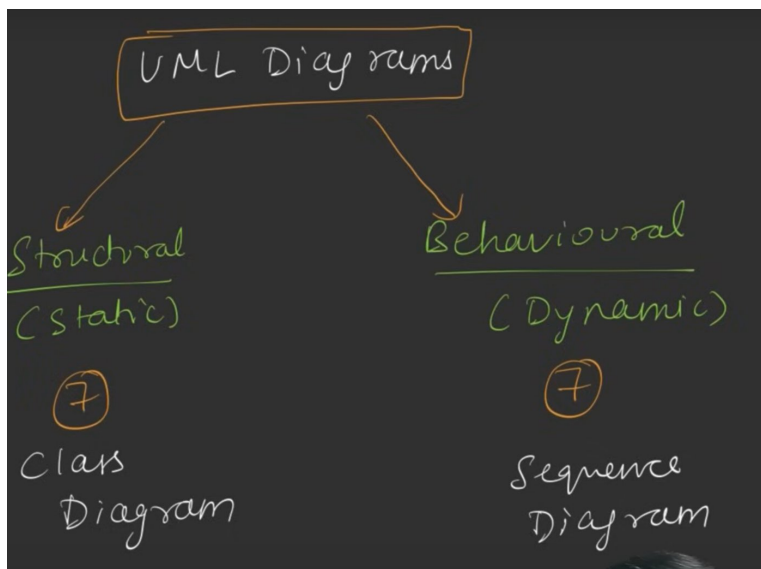 UML Diagrams
Structural
(Static)
7
Class
Diagram
Behavioural
(Dynamic)
7
Sequence
Diagram